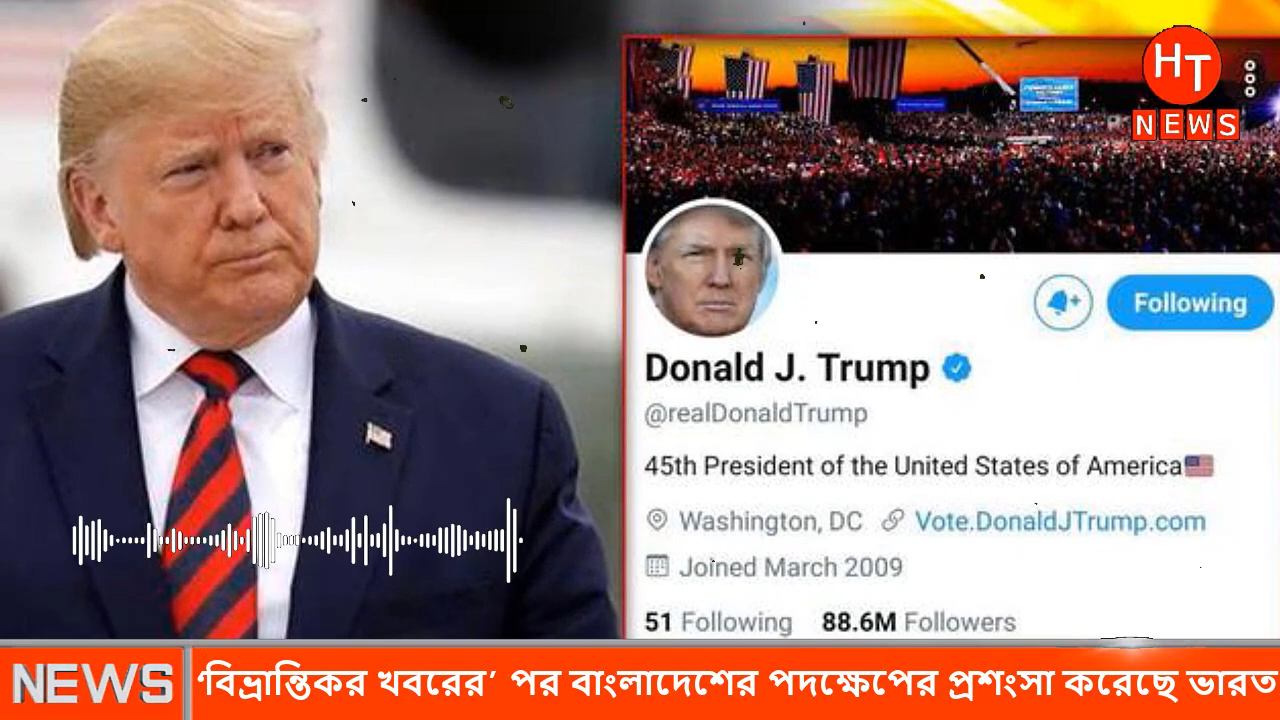 HT
NEWS
Following
Donald J. Trump
@realDonaldTrump
45th President of the United States of America
Washington, DC Vote.DonaldJTrump.com
Joined March 2009
51 Following 88.6M Followers
NEWS
‘বিভ্রান্তিকর খবরের’ পর বাংলাদেশের পদক্ষেপের প্রশংসা করেছে ভারত